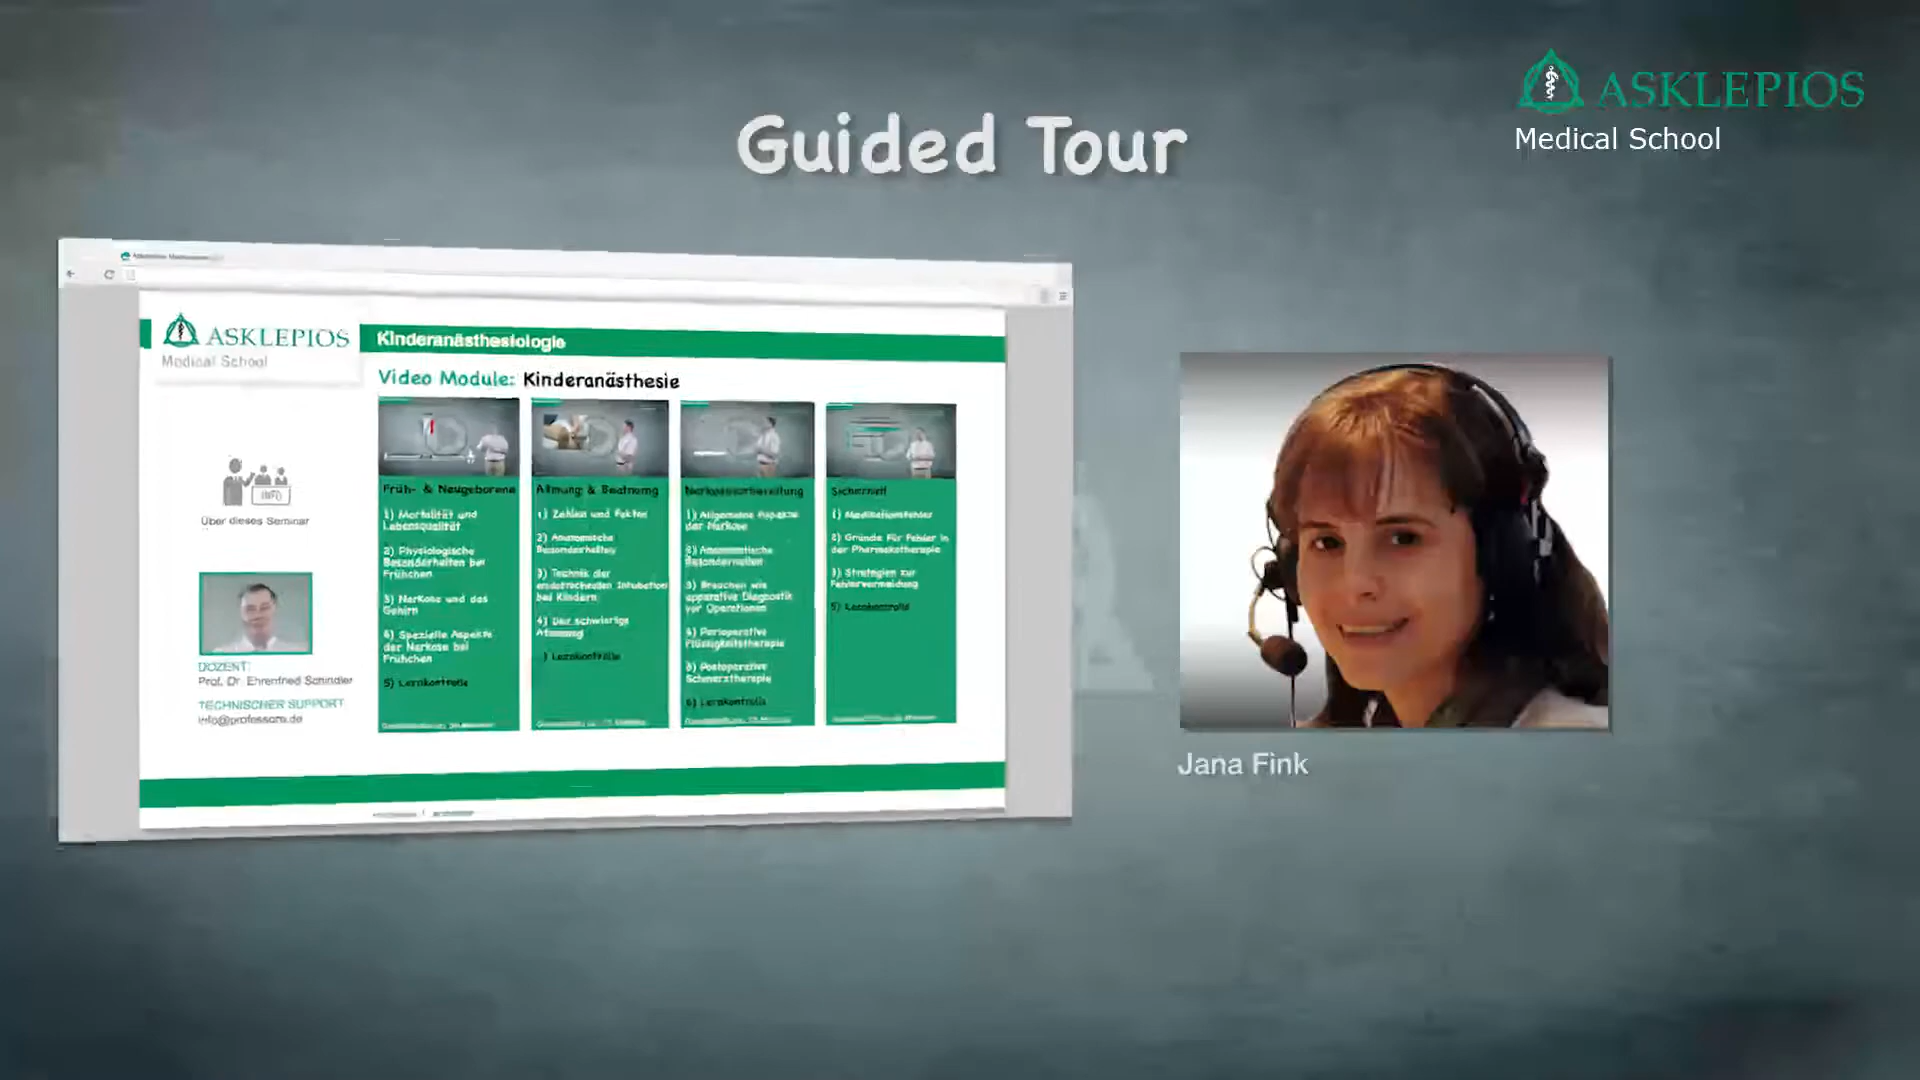 Guided Tour
ASKLEPIOS
Medical School
ASKLEPIOS
Medical School
Kinderanästhesiologie
Video Module: Kinderanästhesie
Über dieses Seminar
DOZENT:
Prof. Dr. Ehrenfried Schindler
TECHNISCHER SUPPORT
info@professore.de
Früh- & Neugeborene
1) Mortalität und
Lebensqualität
2) Physiologische
Besonderheiten bei
Frühchen
3) Narkose und das
Gehirn
4) Spezielle Aspekte
der Narkose bei
Frühchen
5) Lernkontrolle
Atmung & Beatmung
1) Zahlen und Fakten
2) Anatomische
Besonderheiten
3) Technik der
endotrachealen Intubation
bei Kindern
4) Der schwierige
Atemweg
) Lernkontrolle
Narkosevorbereitung
1) Allgemeine Aspekte
der Narkose
2) Anatomische
Besonderheiten
3) Brauchen wir
apparative Diagnostik
vor Operationen
4) Perioperative
Flüssigkeitstherapie
5) Postoperative
Schmerztherapie
6) Lernkontrolle
Sicherheit
1) Medikationsfehler
2) Gründe für Fehler in
der Pharmakotherapie
3) Strategien zur
Fehlervermeidung
5) Lernkontrolle
Jana Fink